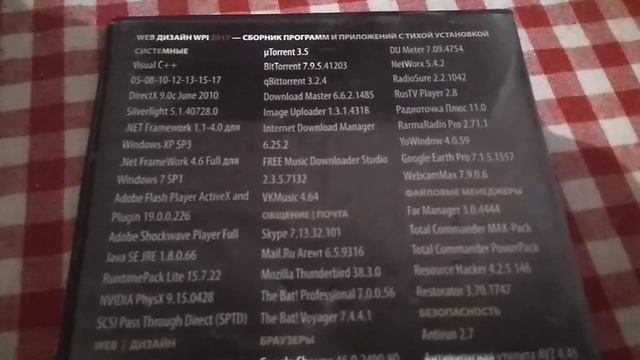 WEB ДИЗАЙН WPI 2017 — СБОРНИК ПРОГРАММ И ПРИЛОЖЕНИЙ С ТИХОЙ УСТАНОВКОЙ
СИСТЕМНЫЕ
Visual C++
05-08-10-12-13-15-17
DirectX 9.0c June 2010
Silverlight 5.1.40728.0
.NET Framework 1.1-4.0 для
Windows XP SP3
.Net FrameWork 4.6 Full для
Windows 7 SP1
Adobe Flash Player ActiveX and
Plugin 19.0.0.226
Adobe Shockwave Player Full
Java SE JRE 1.8.0.66
RuntimePack Lite 15.7.22
NVIDIA PhysX 9.15.0428
SCSI Pass Through Direct (SPTD)
WEB | ДИЗАЙН
µTorrent 3.5
BitTorrent 7.9.5.41203
qBittorrent 3.2.4
Download Master 6.6.2.1485
Image Uploader 1.3.1.4318
Internet Download Manager
6.25.2
FREE Music Downloader Studio
2.3.5.7132
VKMusic 4.64
ОБЩЕНИЕ | ПОЧТА
Skype 7.13.32.101
Mail.Ru Агент 6.5.9316
Mozilla Thunderbird 38.3.0
The Bat! Professional 7.0.0.56
The Bat! Voyager 7.4.4.1
БРАУЗЕРЫ
DU Meter 7.09.4754
NetWorx 5.4.2
RadioSure 2.2.1042
RusTV Player 2.8
Радиоточка Плюс 11.0
RarmaRadio Pro 2.71.1
YoWindow 4.0.59
Google Earth Pro 7.1.5.1557
WebcamMax 7.9.0.6
ФАЙЛОВЫЕ МЕНЕДЖЕРЫ
Far Manager 3.0.4444
Total Commander MAX-Pack
Total Commander PowerPack
Resource Hacker 4.2.5.146
Restorator 3.70.1747
БЕЗОПАСНОСТЬ
Antirun 2.7